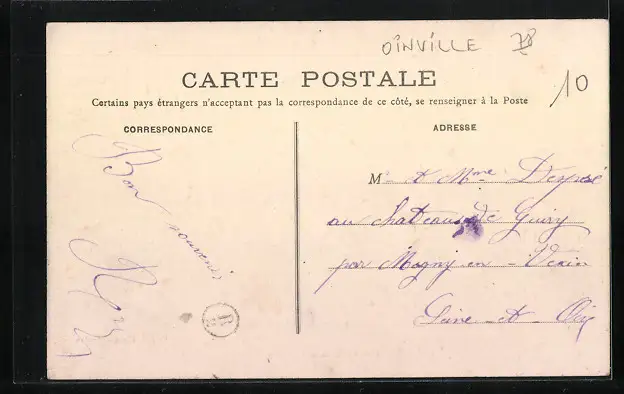 OINVILLE 78
10
CARTE POSTALE
Certains pays étrangers n'acceptant pas la correspondance de ce côté, se renseigner à la Poste
CORRESPONDANCE
Bon souvenir
R
ADRESSE
Mr et Mme
au chateau de Guiry
par Magny en - Vexin
Seine - et - Oise